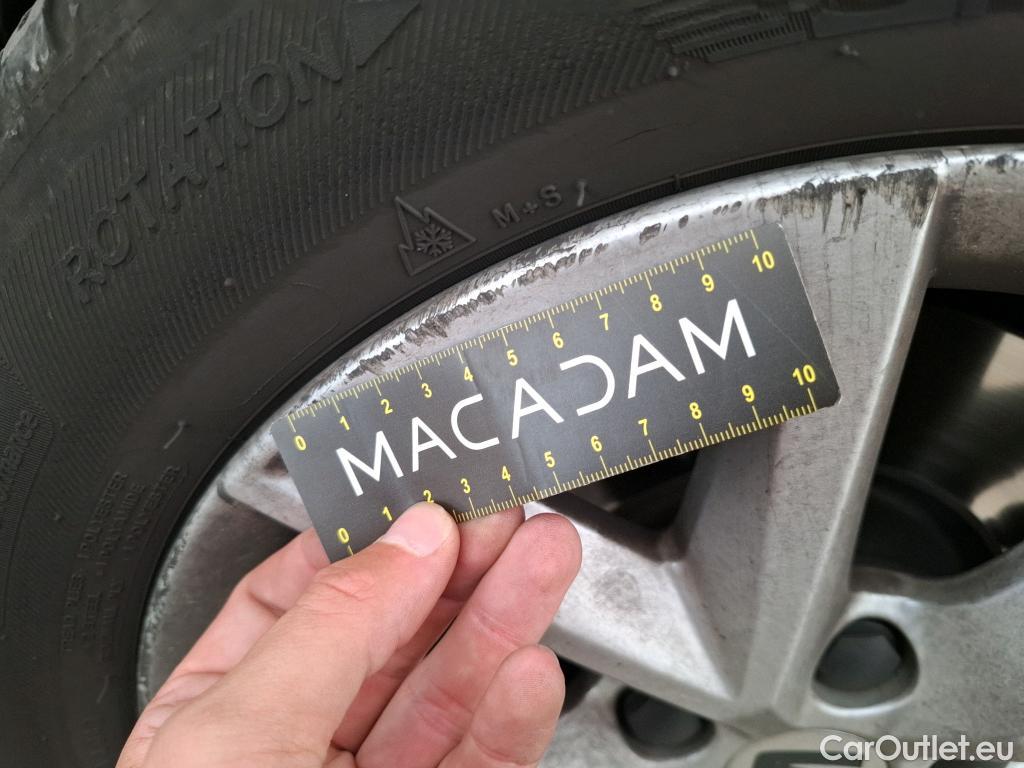 ROTATION
M+S
0 1 2 3 4 5 6 7 8 9 10
MACADAM
0 1 2 3 4 5 6 7 8 9 10
CarOutlet.eu